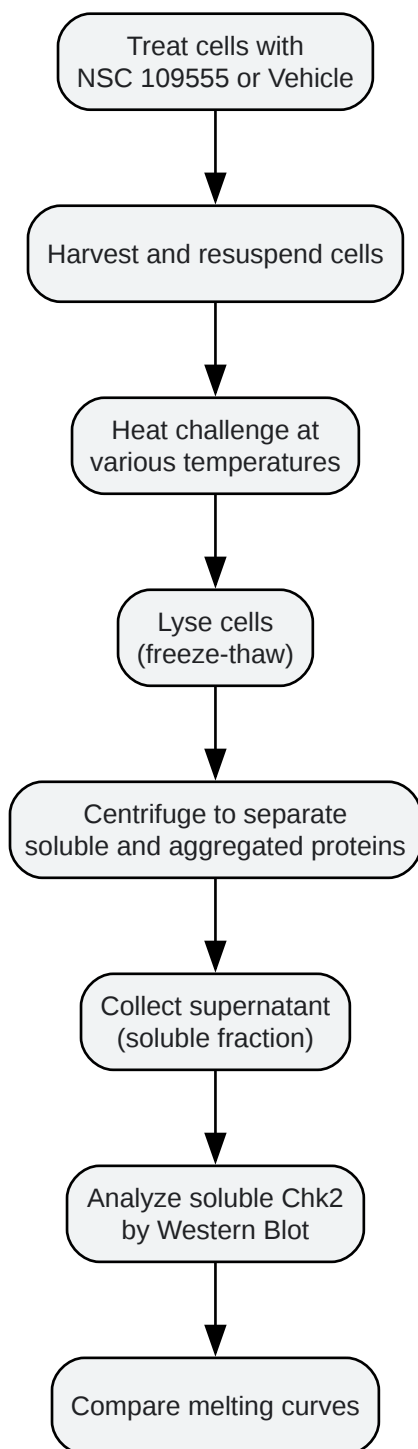 Treat cells with
NSC 109555 or Vehicle
Harvest and resuspend cells
Heat challenge at
various temperatures
Lyse cells
(freeze-thaw)
Centrifuge to separate
soluble and aggregated proteins
Collect supernatant
(soluble fraction)
Analyze soluble Chk2
by Western Blot
Compare melting curves